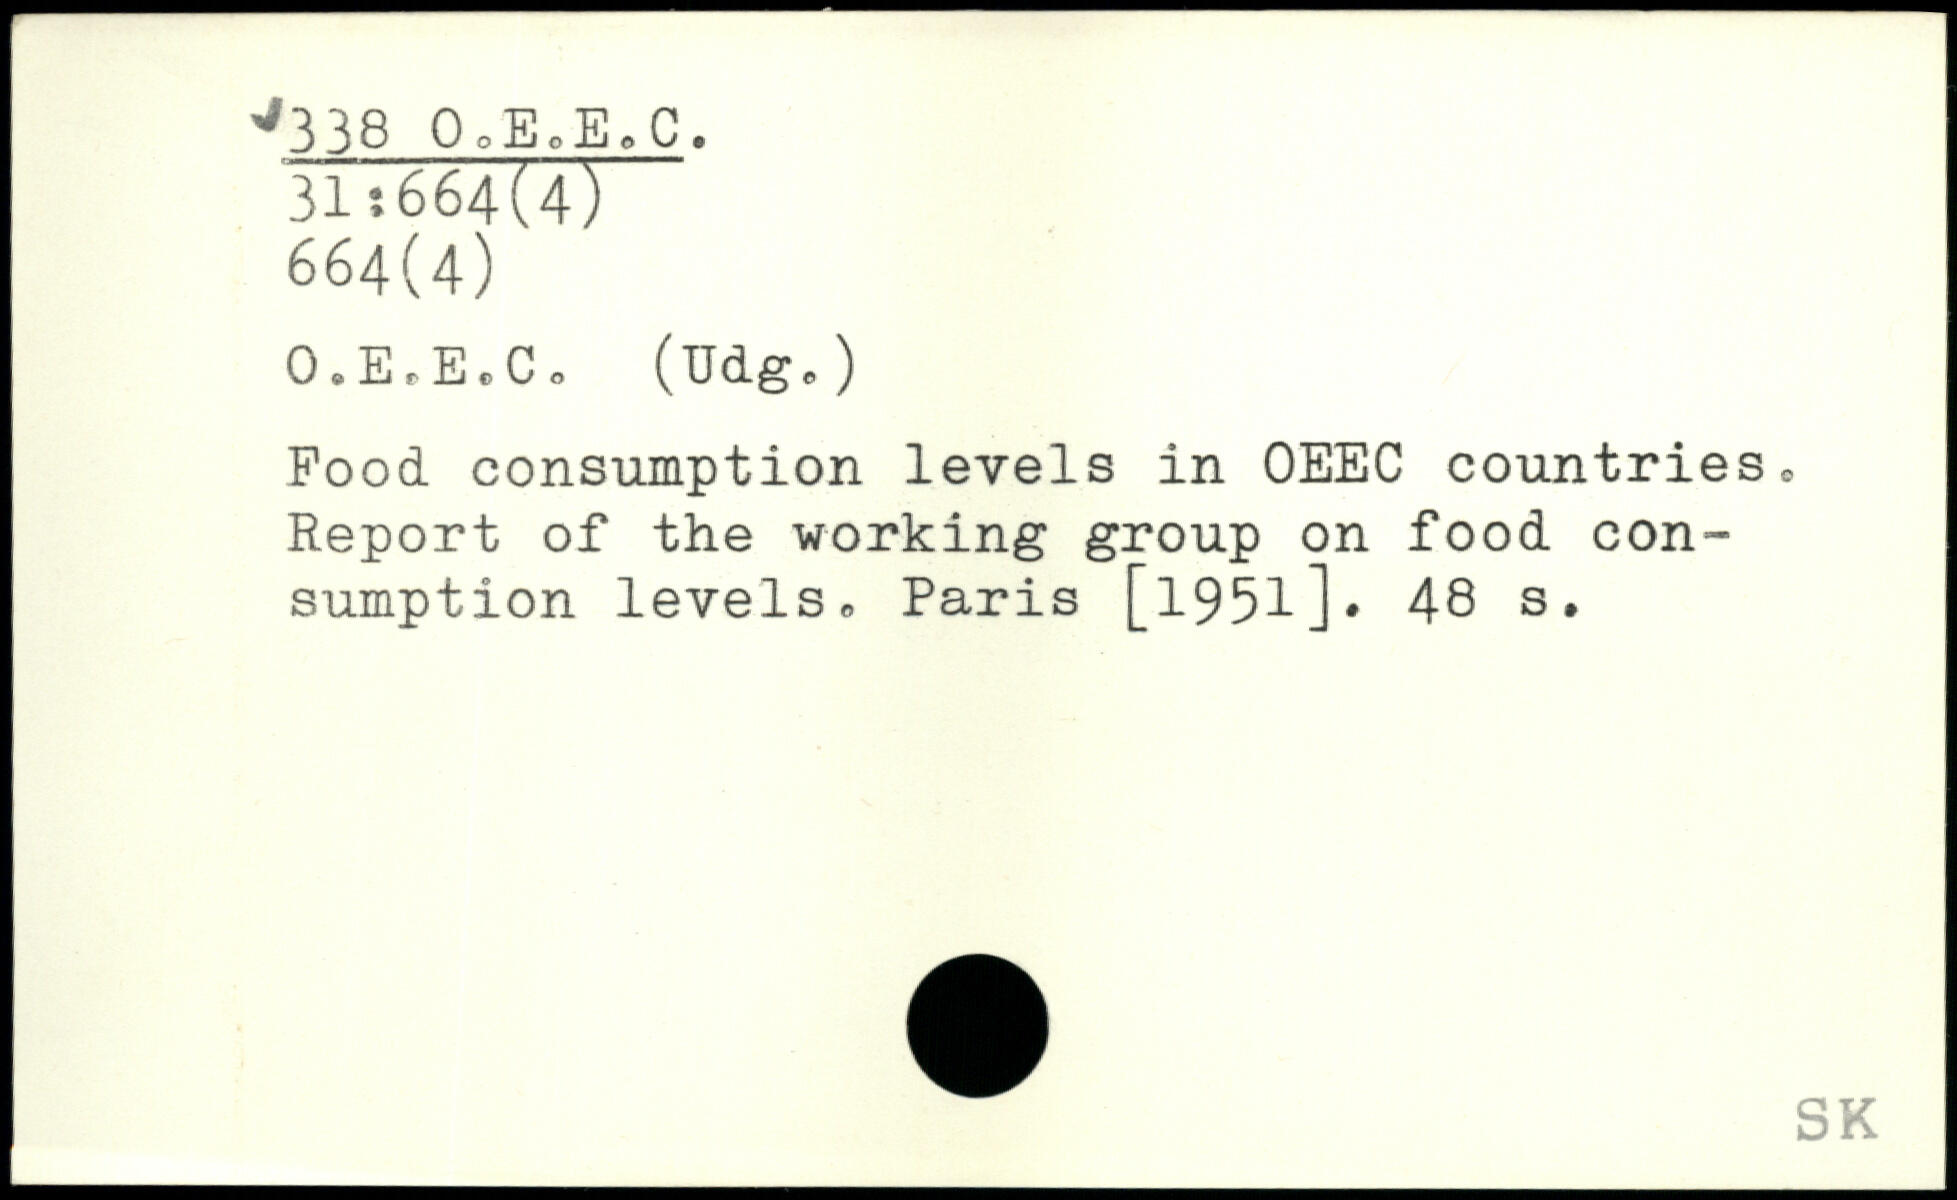 338 O.E.E.C.
31:664(4)
664(4)
O.E.E.C. (Udg.)
Food consumption levels in OEEC countries.
Report of the working group on food con-
sumption levels. Paris [1951]. 48 s.
SK